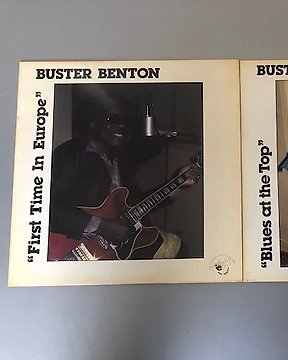 BUSTER BENTON
"First Time In Europe"
BUST
"Blues at the Top"